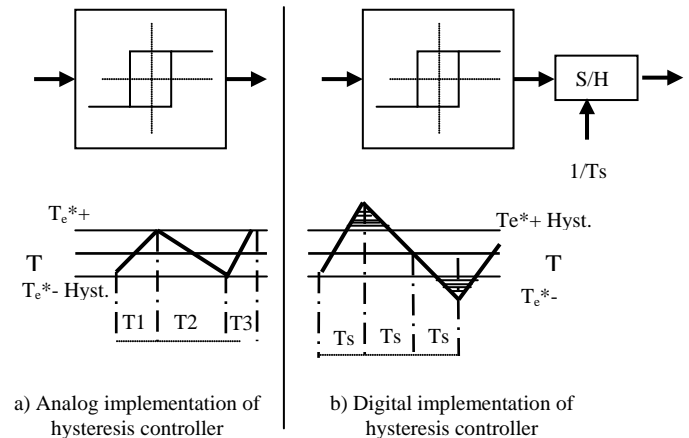 S/H
1/Ts
Te*+
T
Te*- Hyst.
T1 T2 T3
Te*+ Hyst.
T
Te*-
Ts Ts Ts
a) Analog implementation of
hysteresis controller
b) Digital implementation of
hysteresis controller